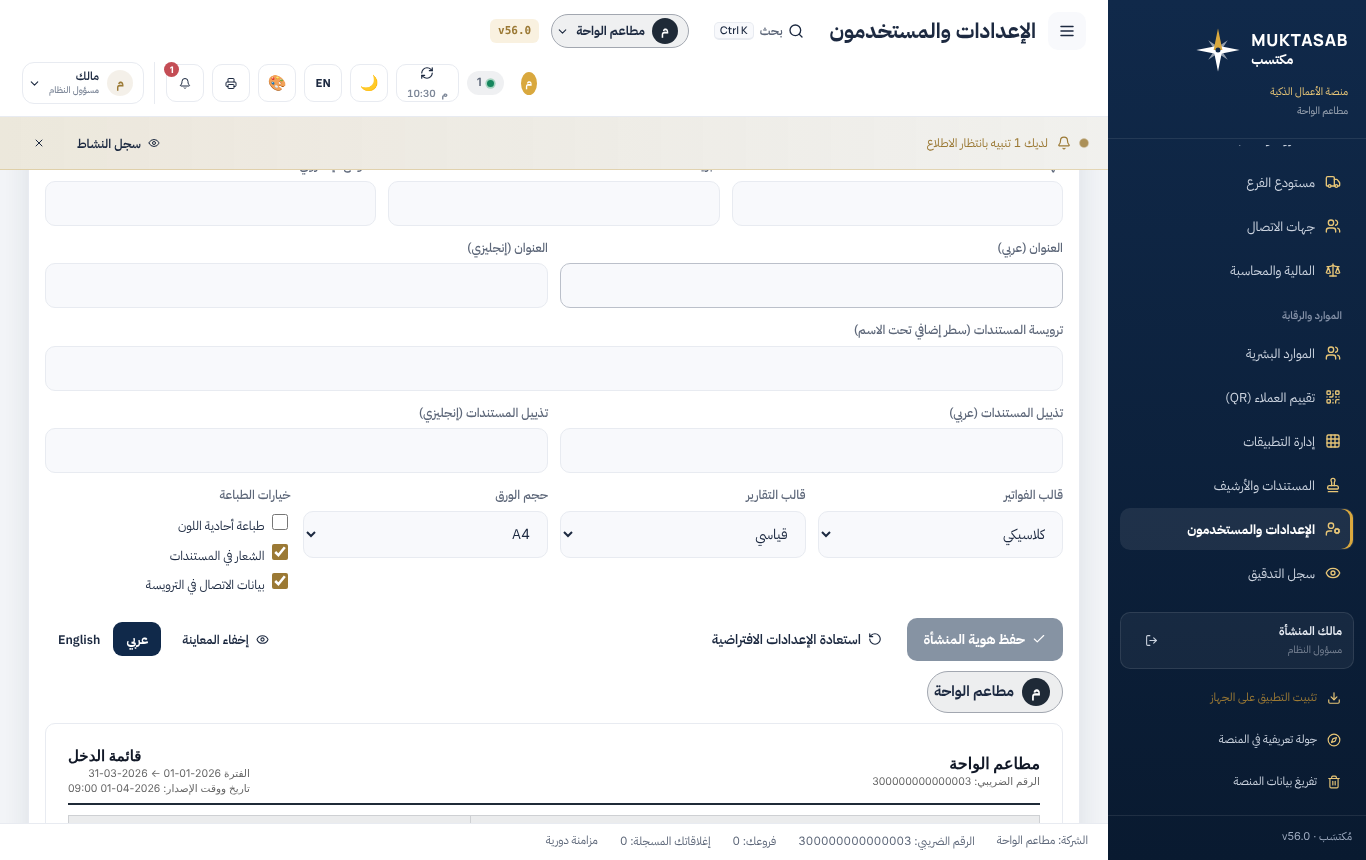 MUKTASAB
مكتسب
منصة الأعمال الذكية
مطاعم الواحة
مستودع الفرع
جهات الاتصال
المالية والمحاسبة
الموارد والرقابة
الموارد البشرية
تقييم العملاء (QR)
إدارة التطبيقات
المستندات والأرشيف
الإعدادات والمستخدمون
سجل التدقيق
مالك المنشأة
مسؤول النظام
تثبيت التطبيق على الجهاز
جولة تعريفية في المنصة
تفريغ بيانات المنصة
مُكتسَب · v56.0
الإعدادات والمستخدمون
بحث Ctrl K
م مطاعم الواحة
v56.0
م
1
10:30 م
EN
1
م
مالك
مسؤول النظام
لديك 1 تنبيه بانتظار الاطلاع
سجل النشاط
العنوان (عربي)
العنوان (إنجليزي)
ترويسة المستندات (سطر إضافي تحت الاسم)
تذييل المستندات (عربي)
تذييل المستندات (إنجليزي)
قالب الفواتير
قالب التقارير
حجم الورق
خيارات الطباعة
كلاسيكي
قياسي
A4
طباعة أحادية اللون
الشعار في المستندات
بيانات الاتصال في الترويسة
حفظ هوية المنشأة
استعادة الإعدادات الافتراضية
إخفاء المعاينة
عربي
English
م مطاعم الواحة
مطاعم الواحة
الرقم الضريبي: 300000000000003
قائمة الدخل
الفترة 2026-01-01 ← 2026-03-31
تاريخ ووقت الإصدار: 2026-04-01 09:00
الشركة: مطاعم الواحة
الرقم الضريبي: 300000000000003
فروعك: 0
إغلاقاتك المسجلة: 0
مزامنة دورية